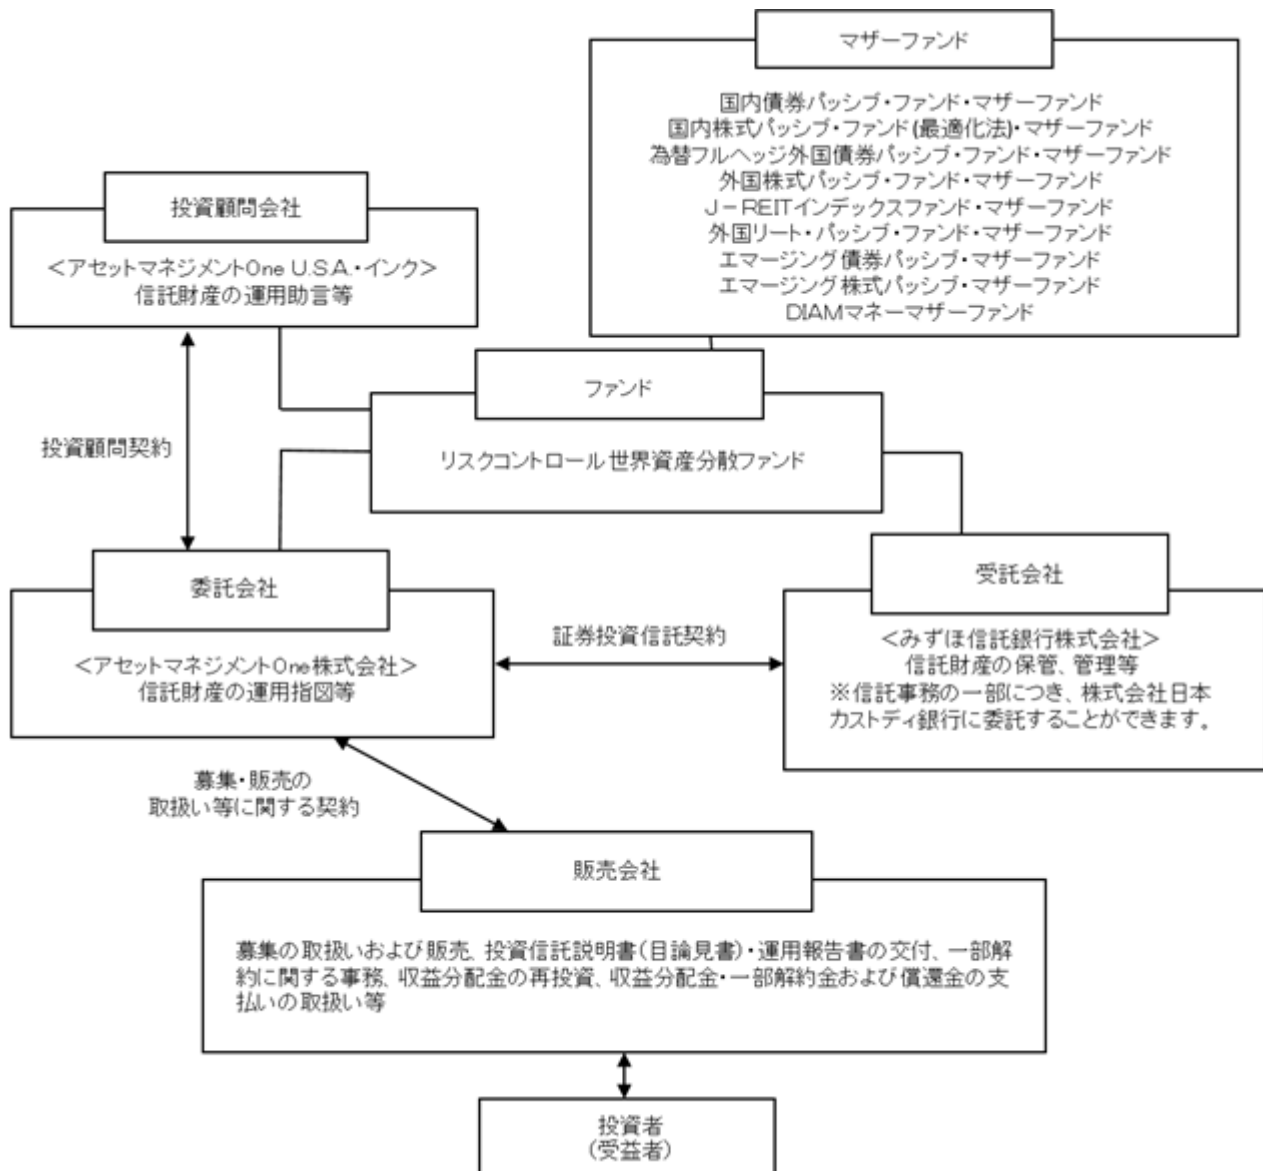 マザーファンド
国内債券パッシブ・ファンド・マザーファンド
国内株式パッシブ・ファンド(最適化法)・マザーファンド
為替フルヘッジ外国債券パッシブ・ファンド・マザーファンド
外国株式パッシブ・ファンド・マザーファンド
J－REITインデックスファンド・マザーファンド
外国リート・パッシブ・ファンド・マザーファンド
エマージング債券パッシブ・マザーファンド
エマージング株式パッシブ・マザーファンド
DIAMマネーマザーファンド
投資顧問会社
＜アセットマネジメントOne U.S.A.・インク＞
信託財産の運用助言等
ファンド
リスクコントロール世界資産分散ファンド
投資顧問契約
委託会社
＜アセットマネジメントOne株式会社＞
信託財産の運用指図等
証券投資信託契約
受託会社
＜みずほ信託銀行株式会社＞
信託財産の保管、管理等
※信託事務の一部につき、株式会社日本
カストディ銀行に委託することができます。
募集・販売の
取扱い等に関する契約
販売会社
募集の取扱いおよび販売、投資信託説明書(目論見書)・運用報告書の交付、一部解
約に関する事務、収益分配金の再投資、収益分配金・一部解約金および償還金の支
払いの取扱い等
投資者
(受益者)